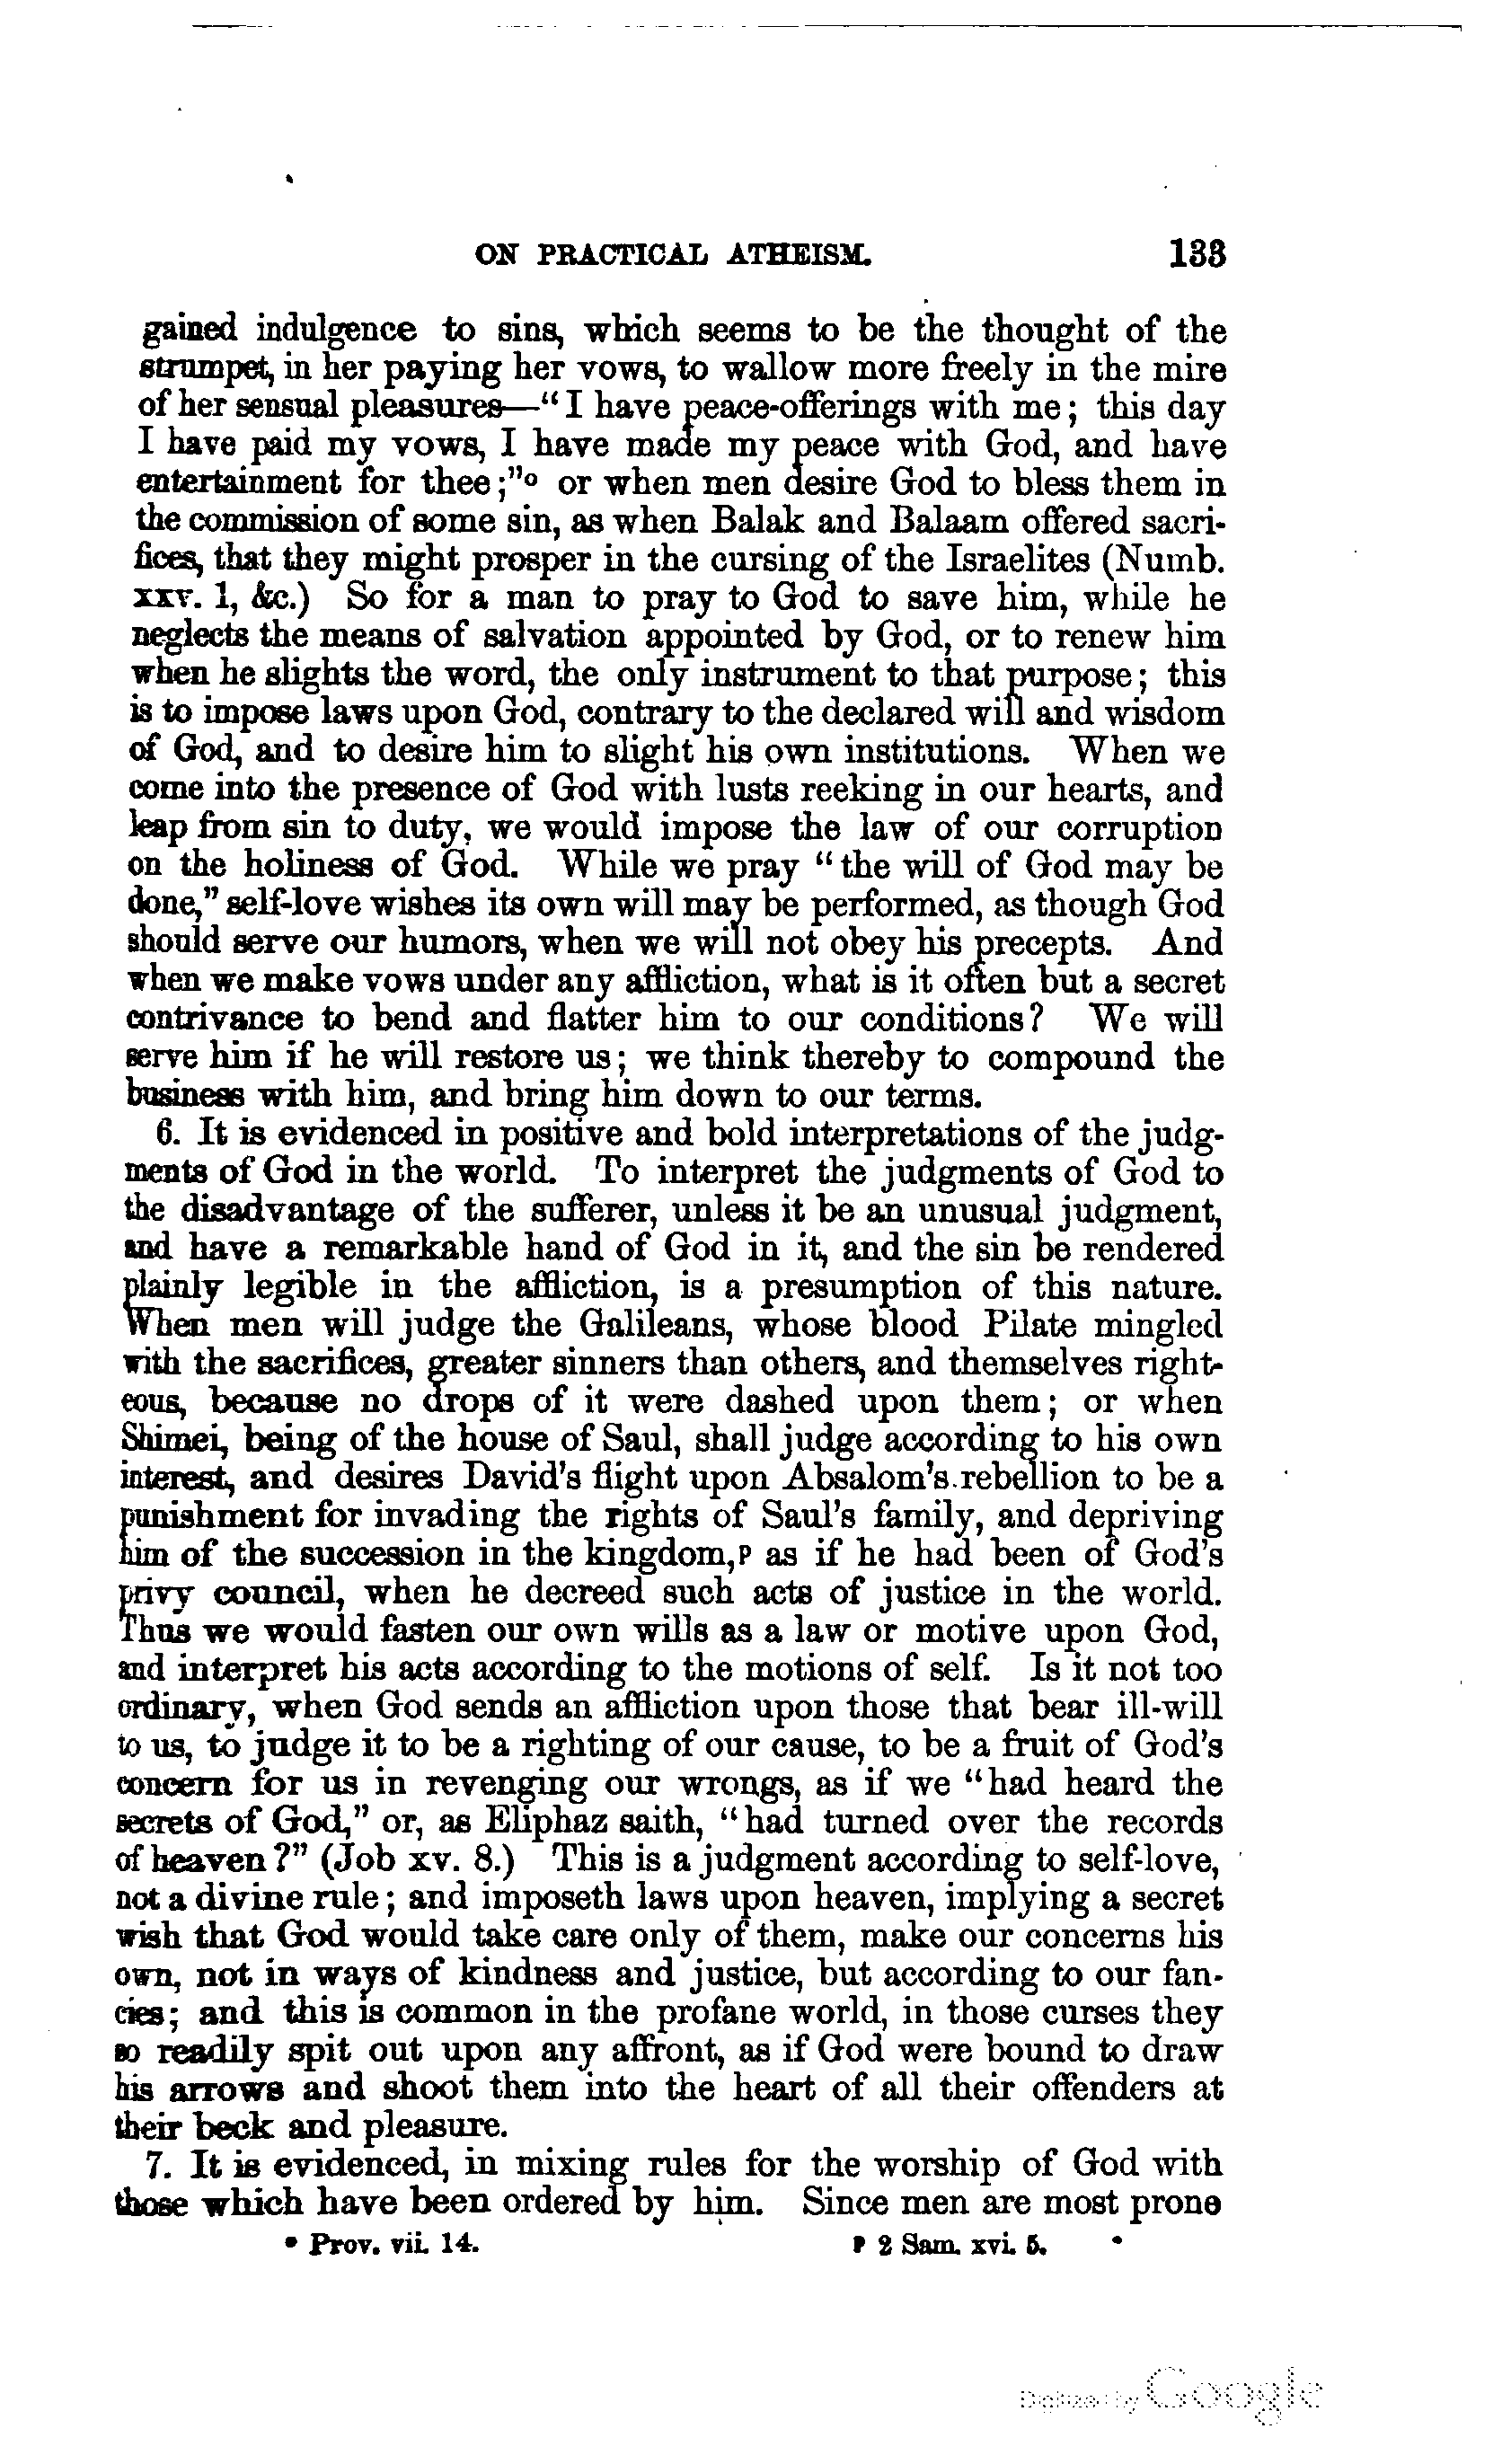 ON PRACTICAL ATHEISM. 133
gained indulgence to sins, which seems to be the thought of the
strumpet, in her paying her vows, to wallow more freely in the mire
of her sensual pleasures—“I have peace-offerings with me; this day
I have paid my vows, I have made my peace with God, and have
entertainment for thee;”o or when men desire God to bless them in
the commission of some sin, as when Balak and Balaam offered sacri-
fices, that they might prosper in the cursing of the Israelites (Numb.
xxv. 1, &c.) So for a man to pray to God to save him, while he
neglects the means of salvation appointed by God, or to renew him
when he slights the word, the only instrument to that purpose; this
is to impose laws upon God, contrary to the declared will and wisdom
of God, and to desire him to slight his own institutions. When we
come into the presence of God with lusts reeking in our hearts, and
leap from sin to duty, we would impose the law of our corruption
on the holiness of God. While we pray “the will of God may be
done,” self-love wishes its own will may be performed, as though God
should serve our humors, when we will not obey his precepts. And
when we make vows under any affliction, what is it often but a secret
contrivance to bend and flatter him to our conditions? We will
serve him if he will restore us; we think thereby to compound the
business with him, and bring him down to our terms.
6. It is evidenced in positive and bold interpretations of the judg-
ments of God in the world. To interpret the judgments of God to
the disadvantage of the sufferer, unless it be an unusual judgment,
and have a remarkable hand of God in it, and the sin be rendered
plainly legible in the affliction, is a presumption of this nature.
When men will judge the Galileans, whose blood Pilate mingled
with the sacrifices, greater sinners than others, and themselves right-
eous, because no drops of it were dashed upon them; or when
Shimei, being of the house of Saul, shall judge according to his own
interest, and desires David's flight upon Absalom's rebellion to be a
punishment for invading the rights of Saul's family, and depriving
him of the succession in the kingdom,p as if he had been of God's
privy council, when he decreed such acts of justice in the world.
Thus we would fasten our own wills as a law or motive upon God,
and interpret his acts according to the motions of self. Is it not too
ordinary, when God sends an affliction upon those that bear ill-will
to us, to judge it to be a righting of our cause, to be a fruit of God's
concern for us in revenging our wrongs, as if we “had heard the
secrets of God,” or, as Eliphaz saith, “had turned over the records
of heaven?” (Job xv. 8.) This is a judgment according to self-love,
not a divine rule; and imposeth laws upon heaven, implying a secret
wish that God would take care only of them, make our concerns his
own, not in ways of kindness and justice, but according to our fan-
cies; and this is common in the profane world, in those curses they
so readily spit out upon any affront, as if God were bound to draw
his arrows and shoot them into the heart of all their offenders at
their beck and pleasure.
7. It is evidenced, in mixing rules for the worship of God with
those which have been ordered by him. Since men are most prone
o Prov. vii. 14. p 2 Sam. xvi. 5.
Digitized by Google